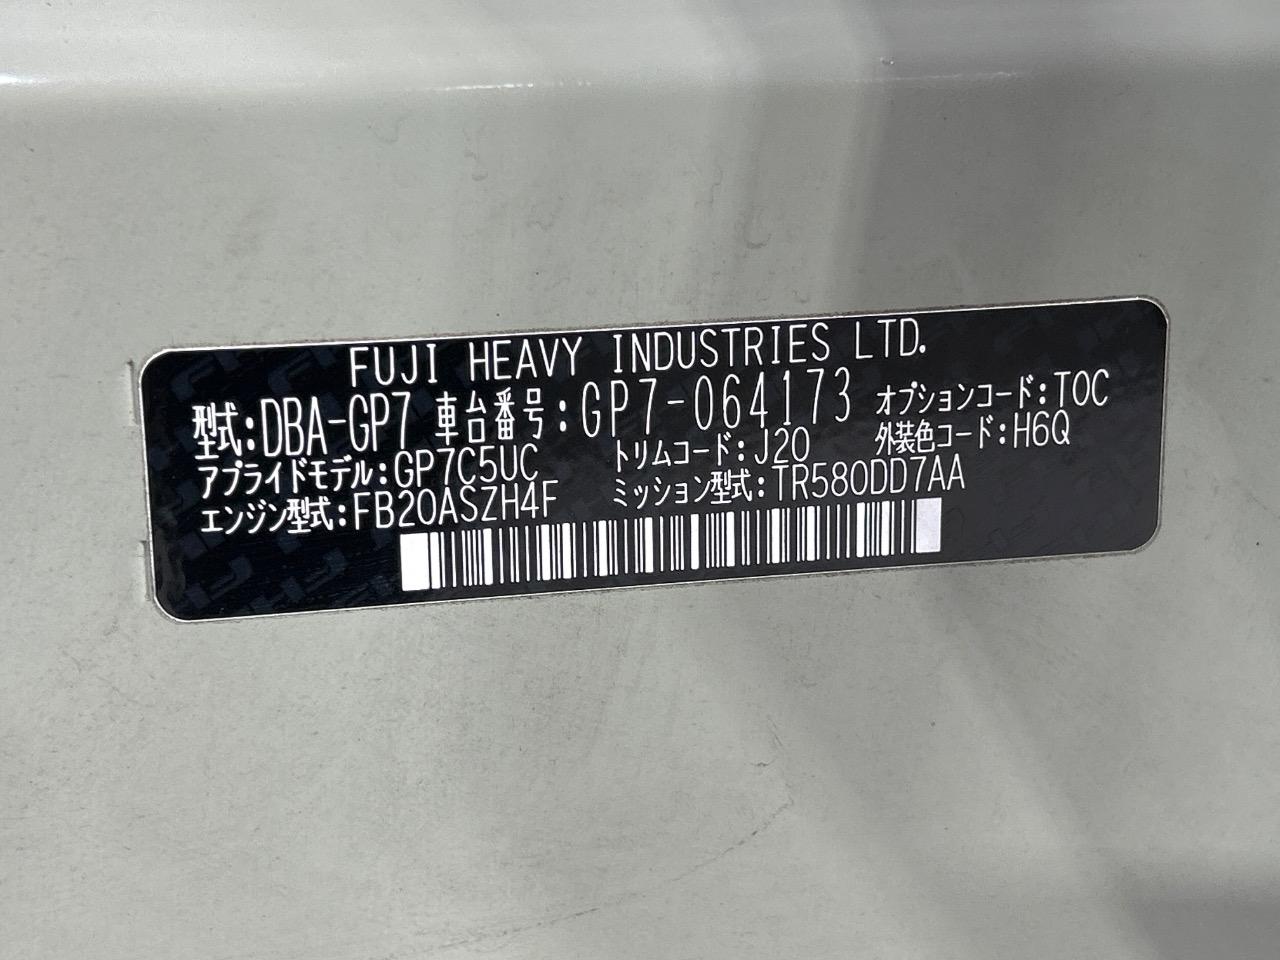 FUJI HEAVY INDUSTRIES LTD.
型式:DBA-GP7 車台番号:GP7-064173 オプションコード:TOC
アプライドモデル:GP7C5UC トリムコード:J20 外装色コード:H6Q
エンジン型式:FB20ASZH4F ミッション型式:TR580DD7AA